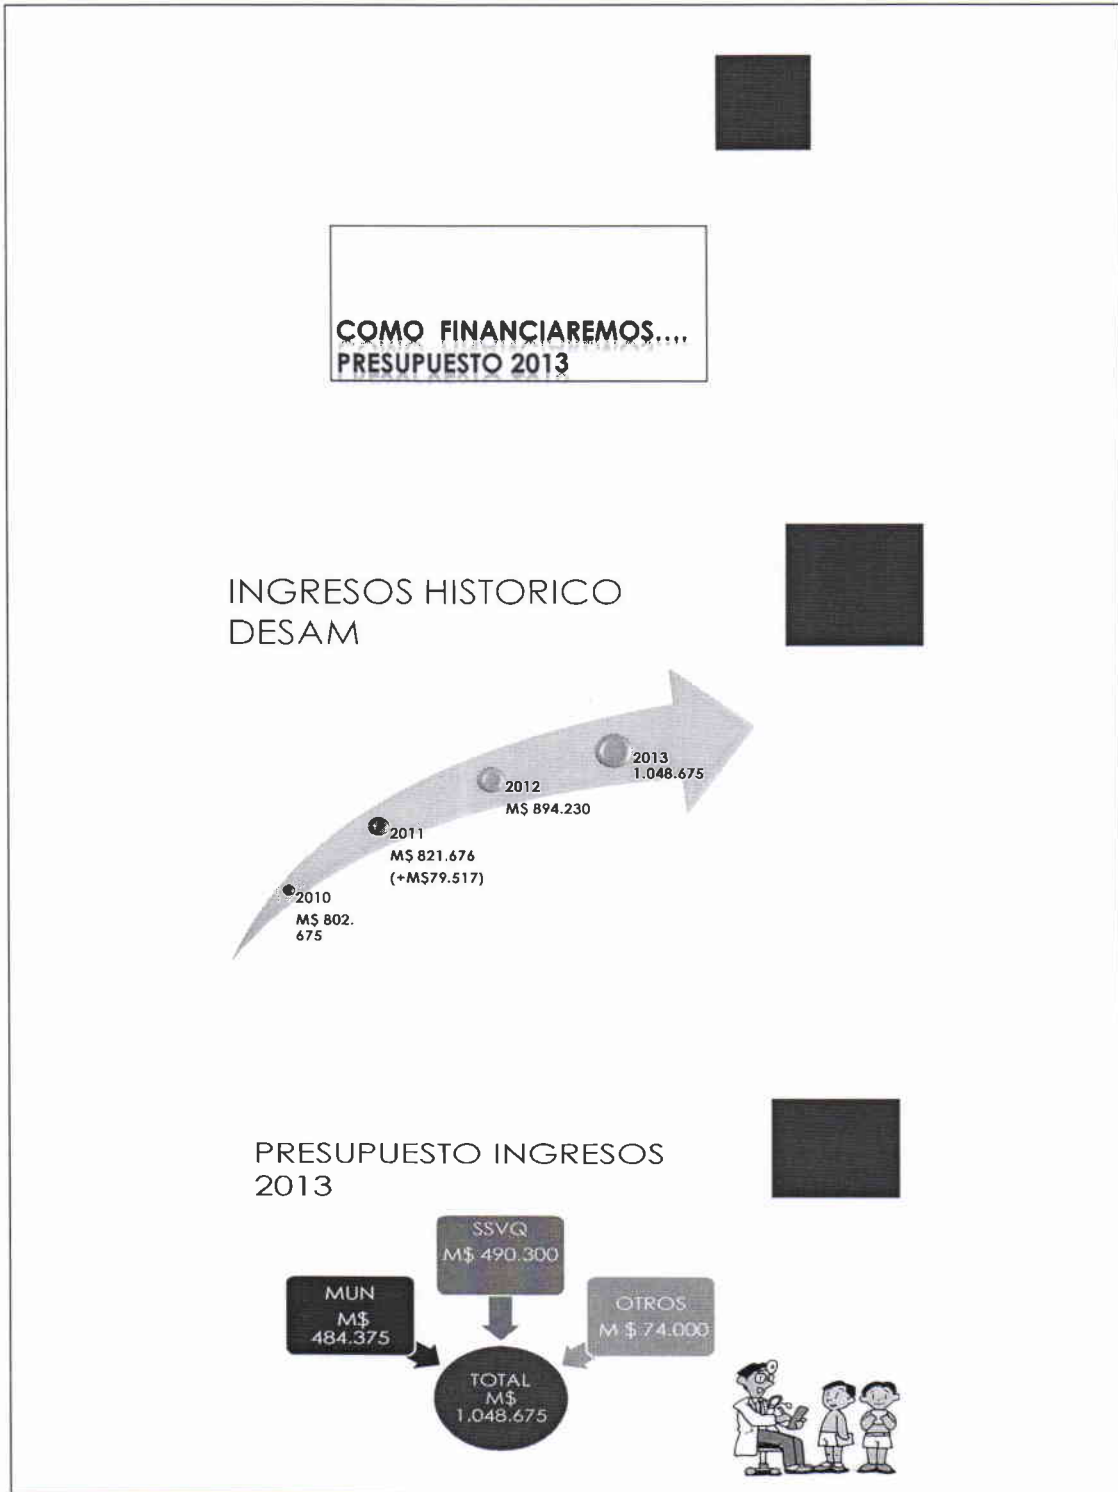 COMO FINANCIAREMOS....
PRESUPUESTO 2013
INGRESOS HISTORICO
DESAM
2013
1.048.675
2012
M$ 894.230
2011
M$ 821.676
(+M$79.517)
2010
M$ 802.
675
PRESUPUESTO INGRESOS
2013
SSVQ
M$ 490.300
MUN
M$
484.375
OTROS
M $ 74.000
TOTAL
M$
1.048.675